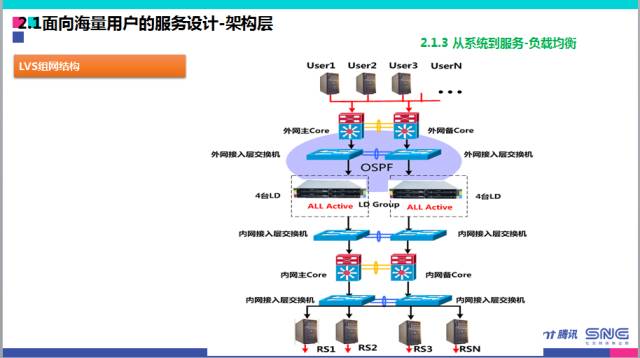 2.1面向海量用户的服务设计-架构层
2.1.3 从系统到服务-负载均衡
LVS组网结构
User1 User2 User3 UserN
...
外网主Core 外网备Core
外网接入层交换机 外网接入层交换机
OSPF
4台LD 4台LD
ALL Active LD Group ALL Active
内网接入层交换机 内网接入层交换机
内网主Core 内网备Core
内网接入层交换机 内网接入层交换机
RS1 RS2 RS3 RSN
腾讯 SNG